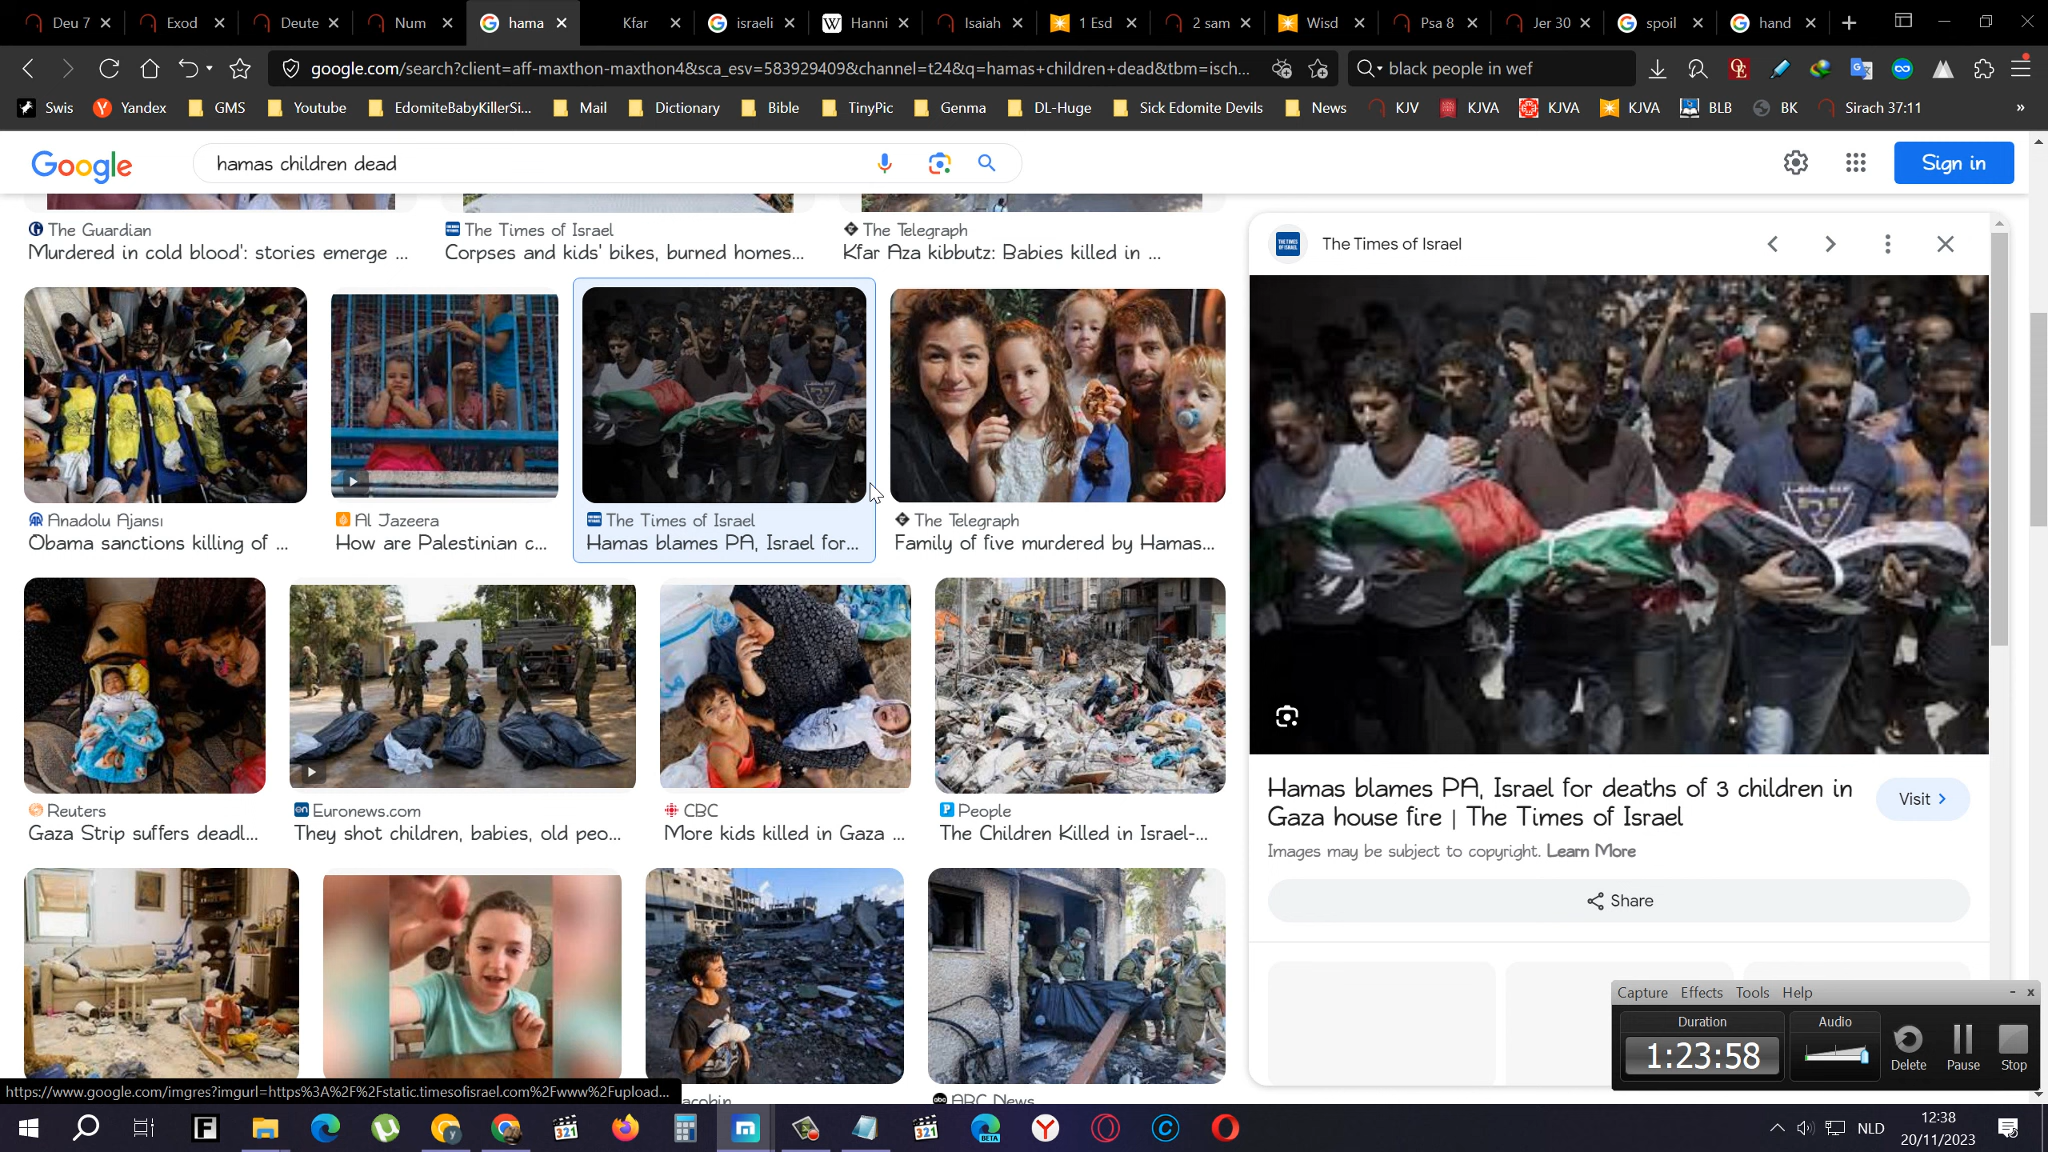 Deu 7
Exod
Deute
Num
hama
Kfar
israeli
Hanni
Isaiah
1 Esd
2 sam
Wisd
Psa 8
Jer 30
spoil
hand
google.com/search?client=aff-maxthon-maxthon4&sca_esv=583929409&channel=t24&q=hamas+children+dead&tbm=isch...
black people in wef
Swis
Yandex
GMS
Youtube
EdomiteBabyKillerSi...
Mail
Dictionary
Bible
TinyPic
Genma
DL-Huge
Sick Edomite Devils
News
KJV
KJVA
KJVA
KJVA
BLB
BK
Sirach 37:11
»
Google
hamas children dead
Sign in
The Guardian
Murdered in cold blood': stories emerge ...
The Times of Israel
Corpses and kids' bikes, burned homes...
The Telegraph
Kfar Aza kibbutz: Babies killed in ...
Anadolu Ajansı
Obama sanctions killing of ...
Al Jazeera
How are Palestinian c...
The Times of Israel
Hamas blames PA, Israel for...
The Telegraph
Family of five murdered by Hamas...
Reuters
Gaza Strip suffers deadl...
Euronews.com
They shot children, babies, old peo...
CBC
More kids killed in Gaza ...
People
The Children Killed in Israel-...
ABC News
https://www.google.com/imgres?imgurl=https%3A%2F%2Fstatic.timesofisrael.com%2Fwww%2Fupload...
The Times of Israel
Hamas blames PA, Israel for deaths of 3 children in
Gaza house fire | The Times of Israel
Visit
Images may be subject to copyright. Learn More
Share
Capture Effects Tools Help
Duration
1:23:58
Audio
Delete
Pause
Stop
NLD
12:38
20/11/2023